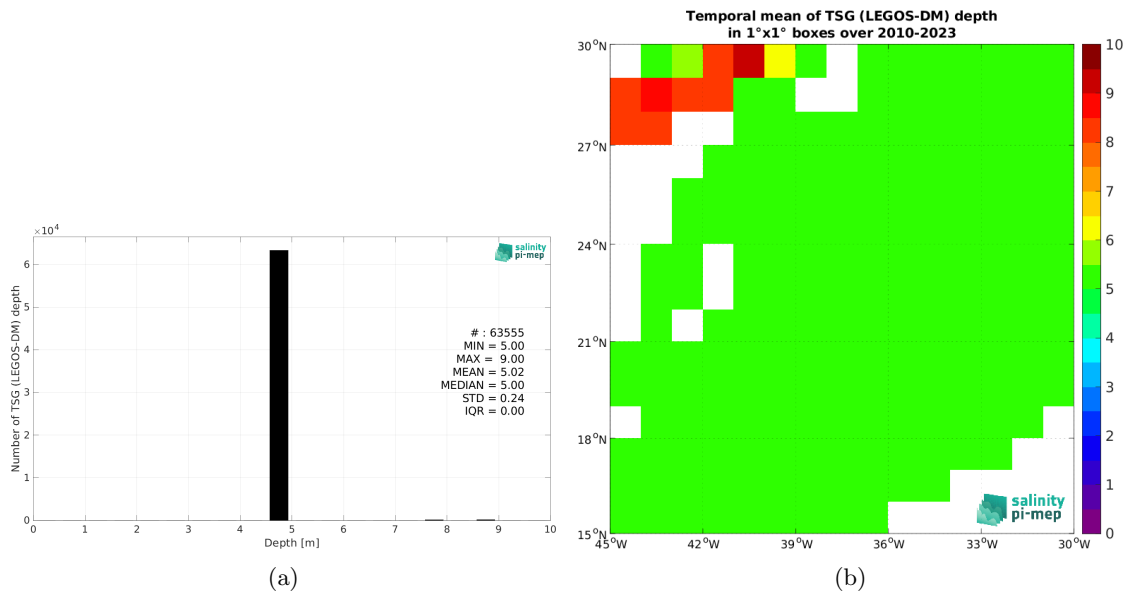 ×10⁴
6
5
4
3
2
1
0
Number of TSG (LEGOS-DM) depth
salinity
pi-mep
# : 63555
MIN = 5.00
MAX = 9.00
MEAN = 5.02
MEDIAN = 5.00
STD = 0.24
IQR = 0.00
0 1 2 3 4 5 6 7 8 9 10
Depth [m]
(a)
Temporal mean of TSG (LEGOS-DM) depth
in 1°x1° boxes over 2010-2023
30°N
27°N
24°N
21°N
18°N
15°N
45°W 42°W 39°W 36°W 33°W 30°W
salinity
pi-mep
10
9
8
7
6
5
4
3
2
1
0
(b)